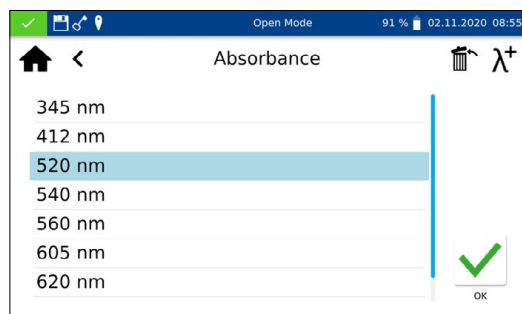 Open Mode 91 % 02.11.2020 08:55
Absorbance λ+
345 nm
412 nm
520 nm
540 nm
560 nm
605 nm
620 nm
OK